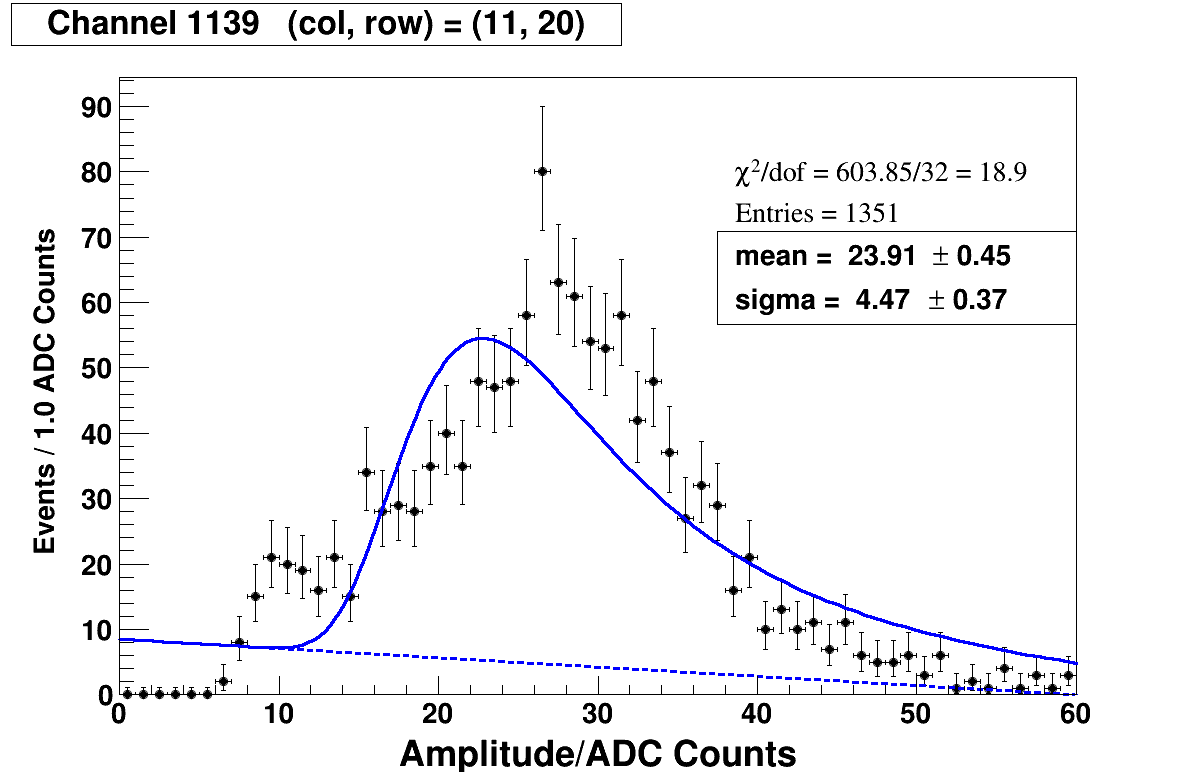 Channel 1139 (col, row) = (11, 20)
90
80
70
60
50
40
30
20
10
0
Events / 1.0 ADC Counts
χ²/dof = 603.85/32 = 18.9
Entries = 1351
mean = 23.91 ± 0.45
sigma = 4.47 ± 0.37
0 10 20 30 40 50 60
Amplitude/ADC Counts